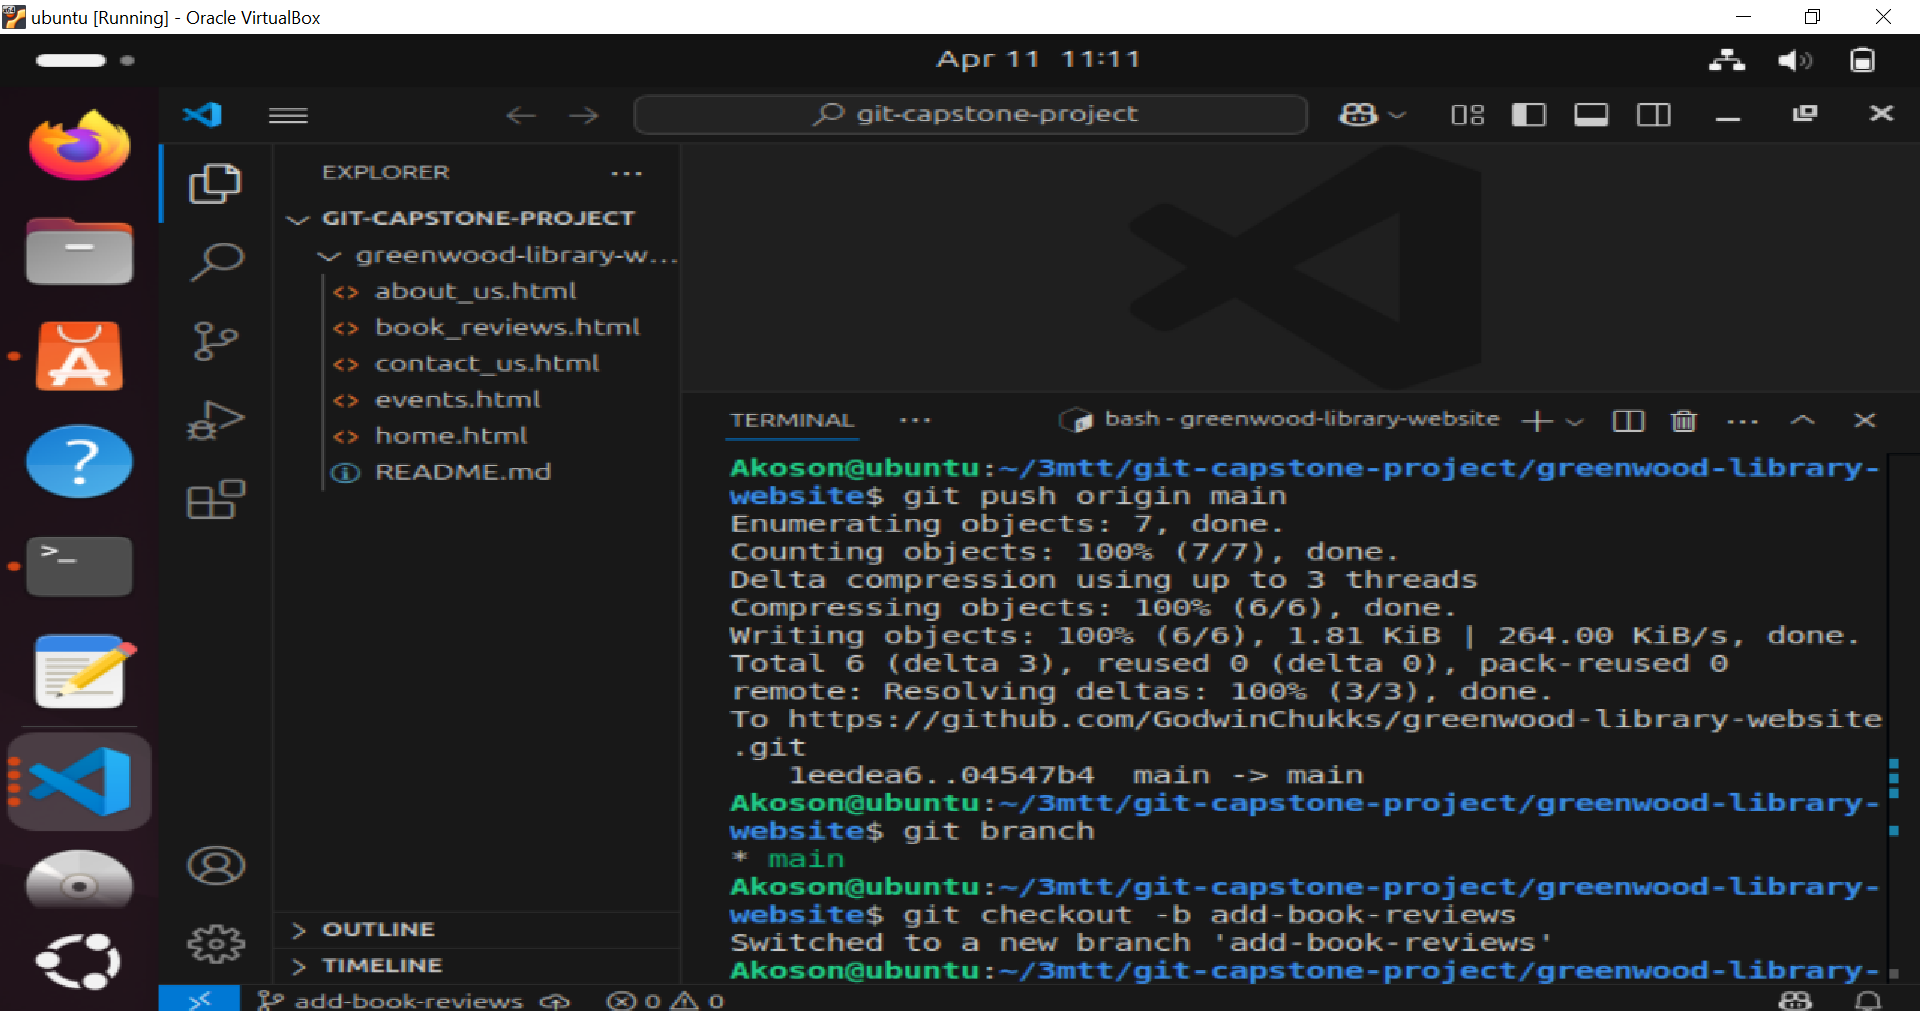 ubuntu [Running] - Oracle VirtualBox
Apr 11 11:11
git-capstone-project
EXPLORER
GIT-CAPSTONE-PROJECT
greenwood-library-w...
<> about_us.html
<> book_reviews.html
<> contact_us.html
<> events.html
<> home.html
README.md
OUTLINE
TIMELINE
TERMINAL
bash - greenwood-library-website
Akoson@ubuntu:~/3mtt/git-capstone-project/greenwood-library-
website$ git push origin main
Enumerating objects: 7, done.
Counting objects: 100% (7/7), done.
Delta compression using up to 3 threads
Compressing objects: 100% (6/6), done.
Writing objects: 100% (6/6), 1.81 KiB | 264.00 KiB/s, done.
Total 6 (delta 3), reused 0 (delta 0), pack-reused 0
remote: Resolving deltas: 100% (3/3), done.
To https://github.com/GodwinChukks/greenwood-library-website
.git
1eedea6..04547b4 main -> main
Akoson@ubuntu:~/3mtt/git-capstone-project/greenwood-library-
website$ git branch
* main
Akoson@ubuntu:~/3mtt/git-capstone-project/greenwood-library-
website$ git checkout -b add-book-reviews
Switched to a new branch 'add-book-reviews'
Akoson@ubuntu:~/3mtt/git-capstone-project/greenwood-library-
add-book-reviews 0 0